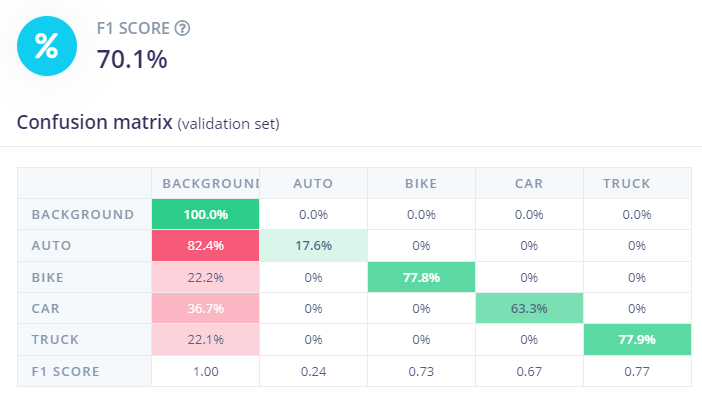 %
F1 SCORE ?
70.1%
Confusion matrix (validation set)
BACKGROUND AUTO BIKE CAR TRUCK
BACKGROUND 100.0% 0.0% 0.0% 0.0% 0.0%
AUTO 82.4% 17.6% 0% 0% 0%
BIKE 22.2% 0% 77.8% 0% 0%
CAR 36.7% 0% 0% 63.3% 0%
TRUCK 22.1% 0% 0% 0% 77.9%
F1 SCORE 1.00 0.24 0.73 0.67 0.77